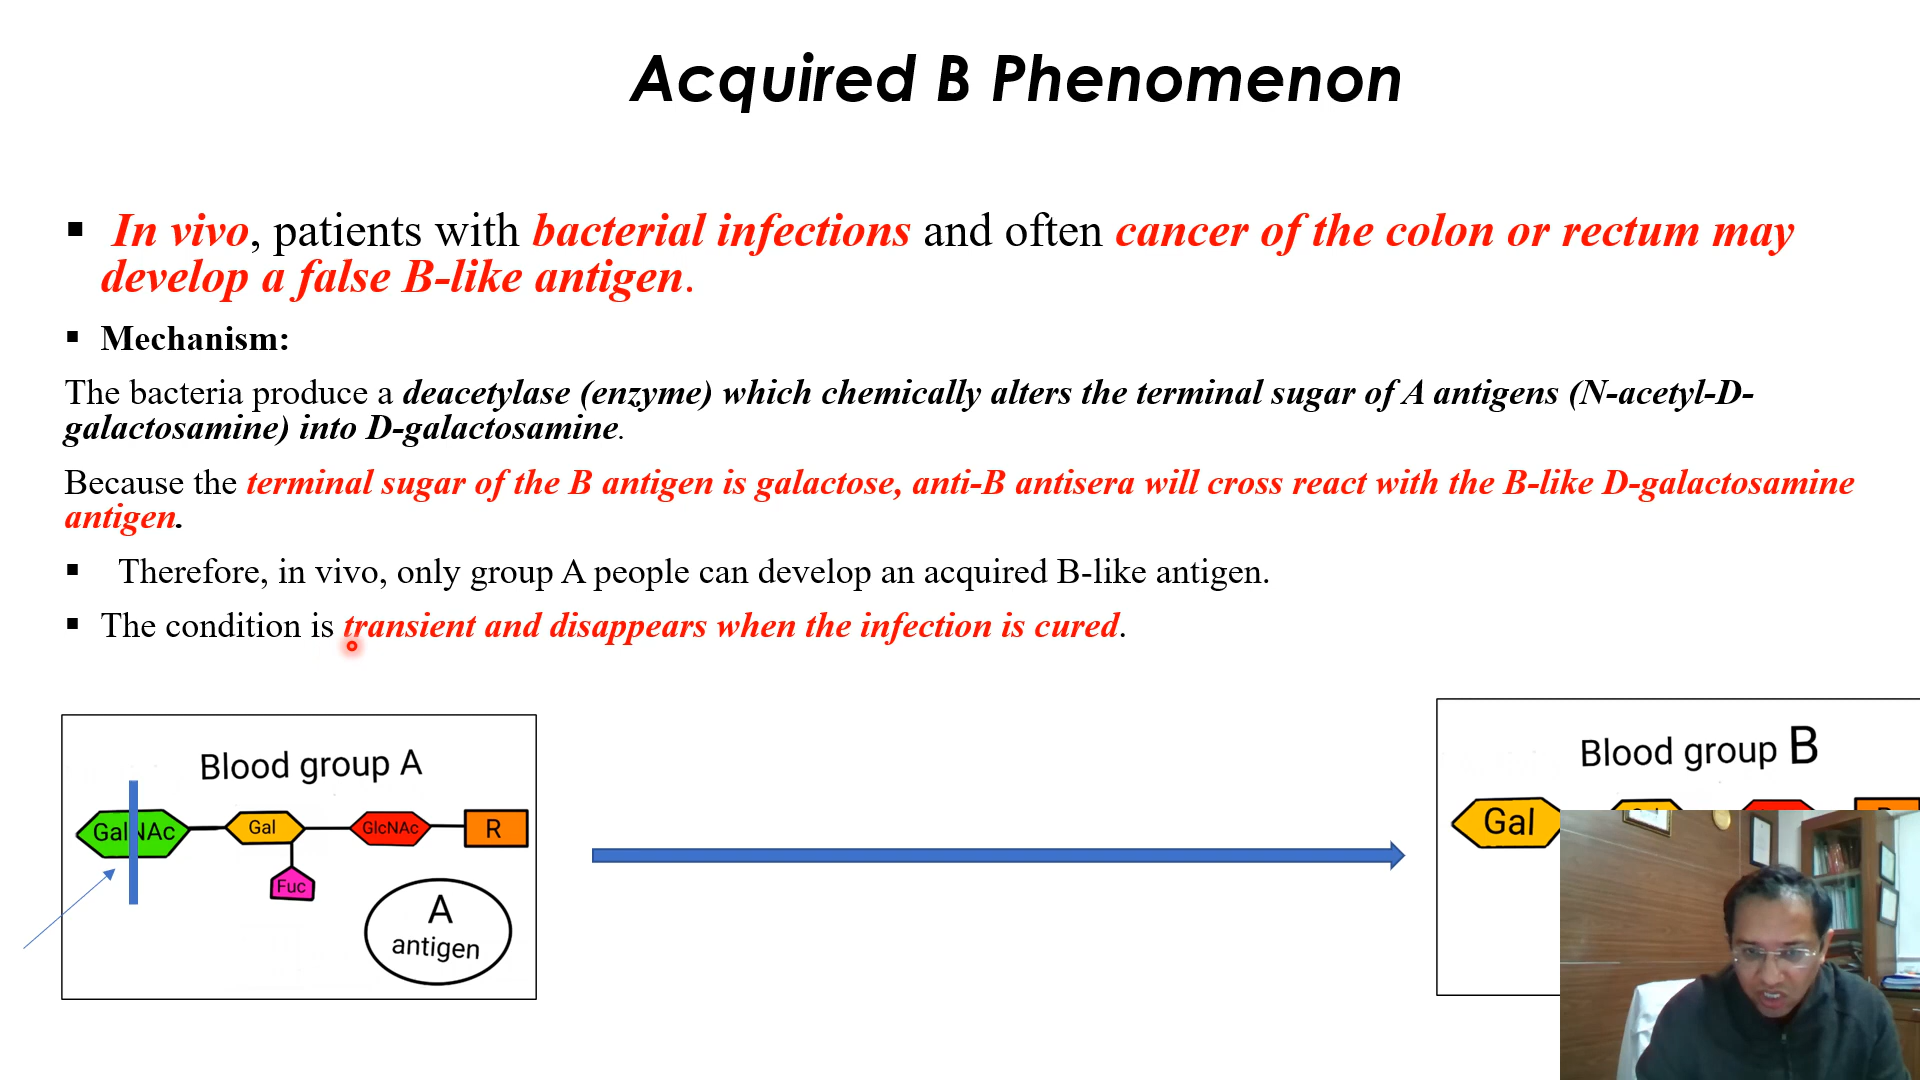 Acquired B Phenomenon
▪ In vivo, patients with bacterial infections and often cancer of the colon or rectum may
develop a false B-like antigen.
▪ Mechanism:
The bacteria produce a deacetylase (enzyme) which chemically alters the terminal sugar of A antigens (N-acetyl-D-
galactosamine) into D-galactosamine.
Because the terminal sugar of the B antigen is galactose, anti-B antisera will cross react with the B-like D-galactosamine
antigen.
▪ Therefore, in vivo, only group A people can develop an acquired B-like antigen.
▪ The condition is transient and disappears when the infection is cured.
Blood group A
GalNAc Gal GlcNAc R
Fuc
A
antigen
Blood group B
Gal